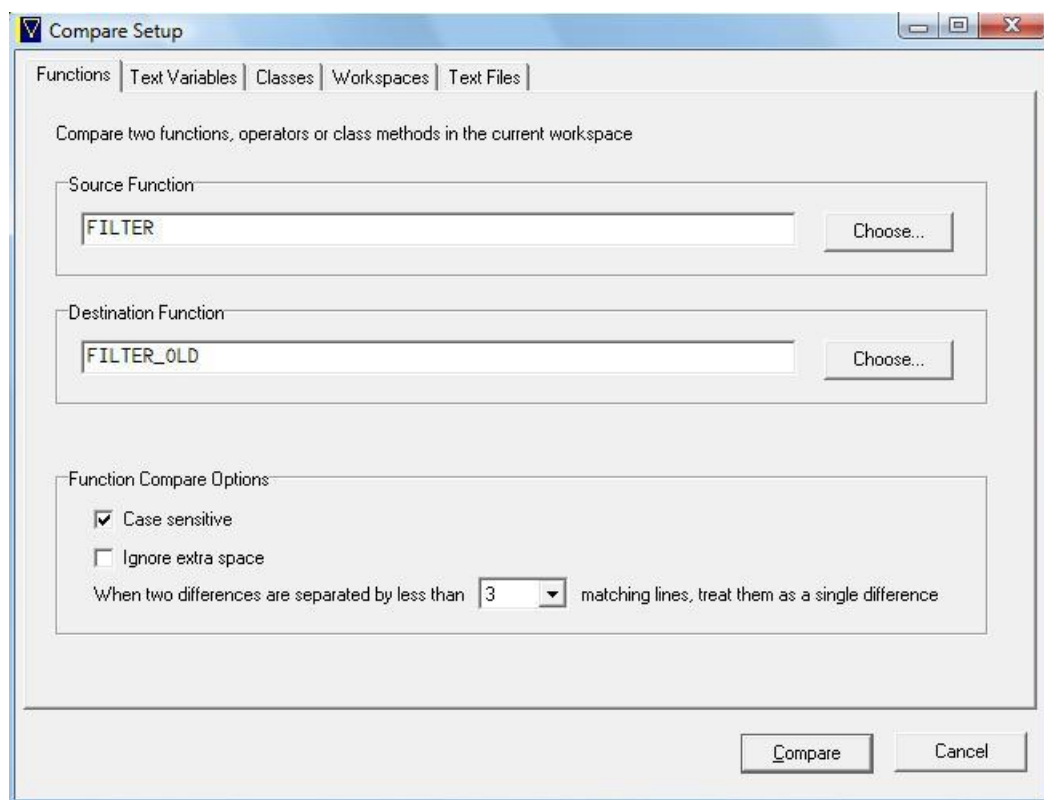 Compare Setup
Functions Text Variables Classes Workspaces Text Files
Compare two functions, operators or class methods in the current workspace
Source Function
FILTER Choose...
Destination Function
FILTER_OLD Choose...
Function Compare Options
Case sensitive
Ignore extra space
When two differences are separated by less than 3 matching lines, treat them as a single difference
Compare Cancel